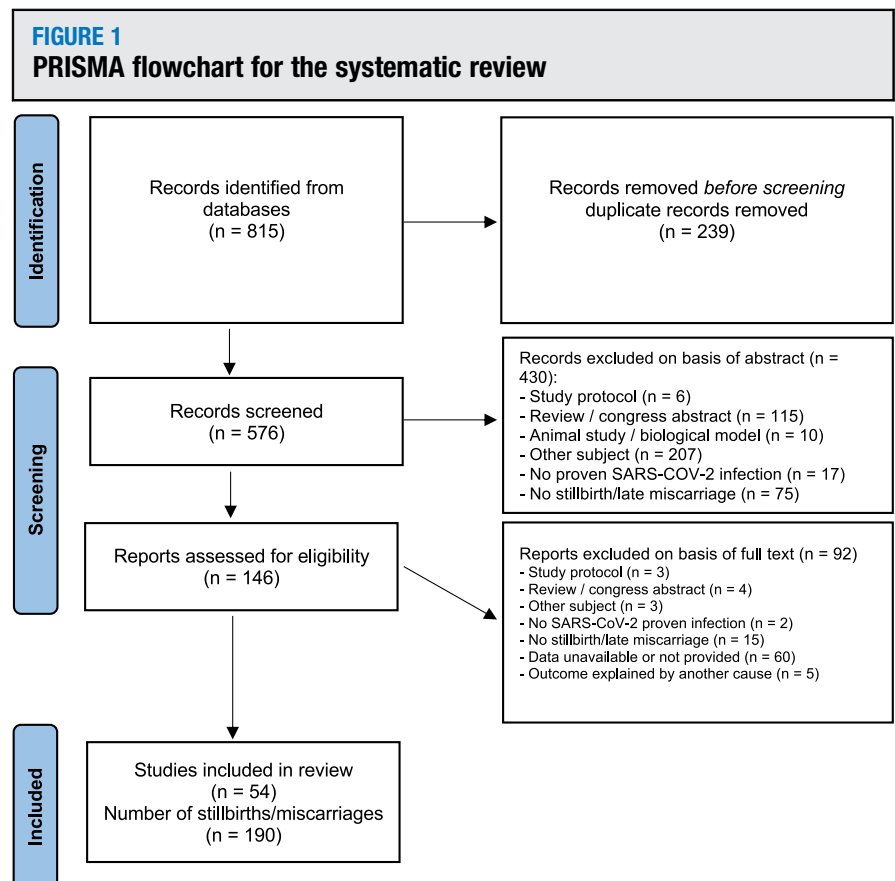 FIGURE 1
PRISMA flowchart for the systematic review
Identification
Records identified from
databases
(n = 815)
Records removed before screening
duplicate records removed
(n = 239)
Screening
Records screened
(n = 576)
Records excluded on basis of abstract (n =
430):
- Study protocol (n = 6)
- Review / congress abstract (n = 115)
- Animal study / biological model (n = 10)
- Other subject (n = 207)
- No proven SARS-COV-2 infection (n = 17)
- No stillbirth/late miscarriage (n = 75)
Reports assessed for eligibility
(n = 146)
Reports excluded on basis of full text (n = 92)
- Study protocol (n = 3)
- Review / congress abstract (n = 4)
- Other subject (n = 3)
- No SARS-CoV-2 proven infection (n = 2)
- No stillbirth/late miscarriage (n = 15)
- Data unavailable or not provided (n = 60)
- Outcome explained by another cause (n = 5)
Included
Studies included in review
(n = 54)
Number of stillbirths/miscarriages
(n = 190)